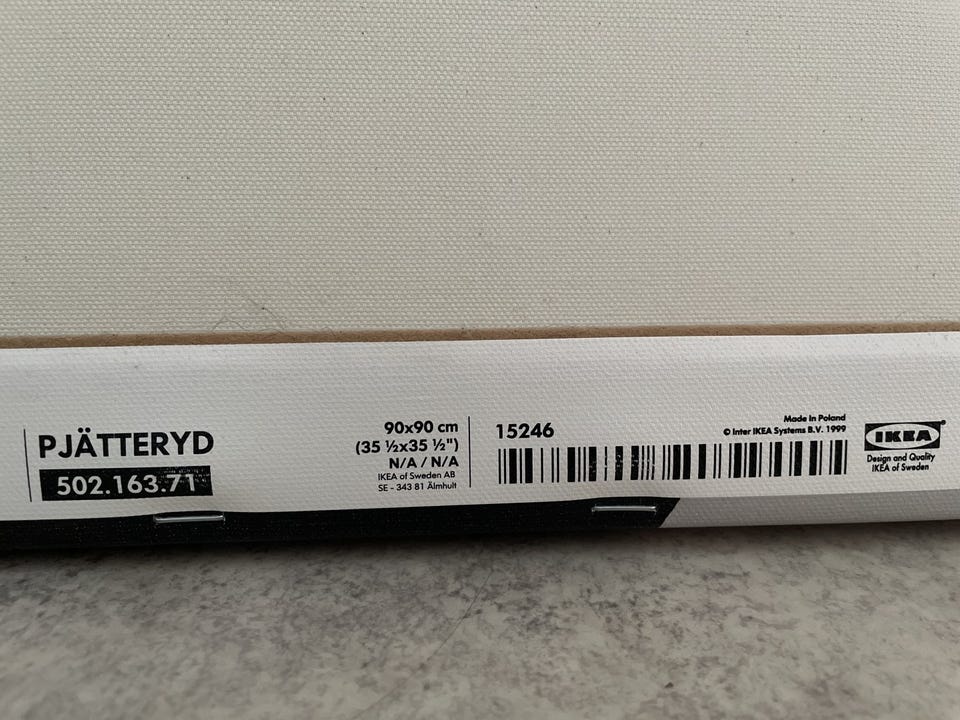 PJÄTTERYD
502.163.71
90x90 cm
(35 ½x35 ½")
N/A / N/A
IKEA of Sweden AB
SE - 343 81 Älmhult
15246
Made in Poland
© Inter IKEA Systems B.V. 1999
IKEA
Design and Quality
IKEA of Sweden